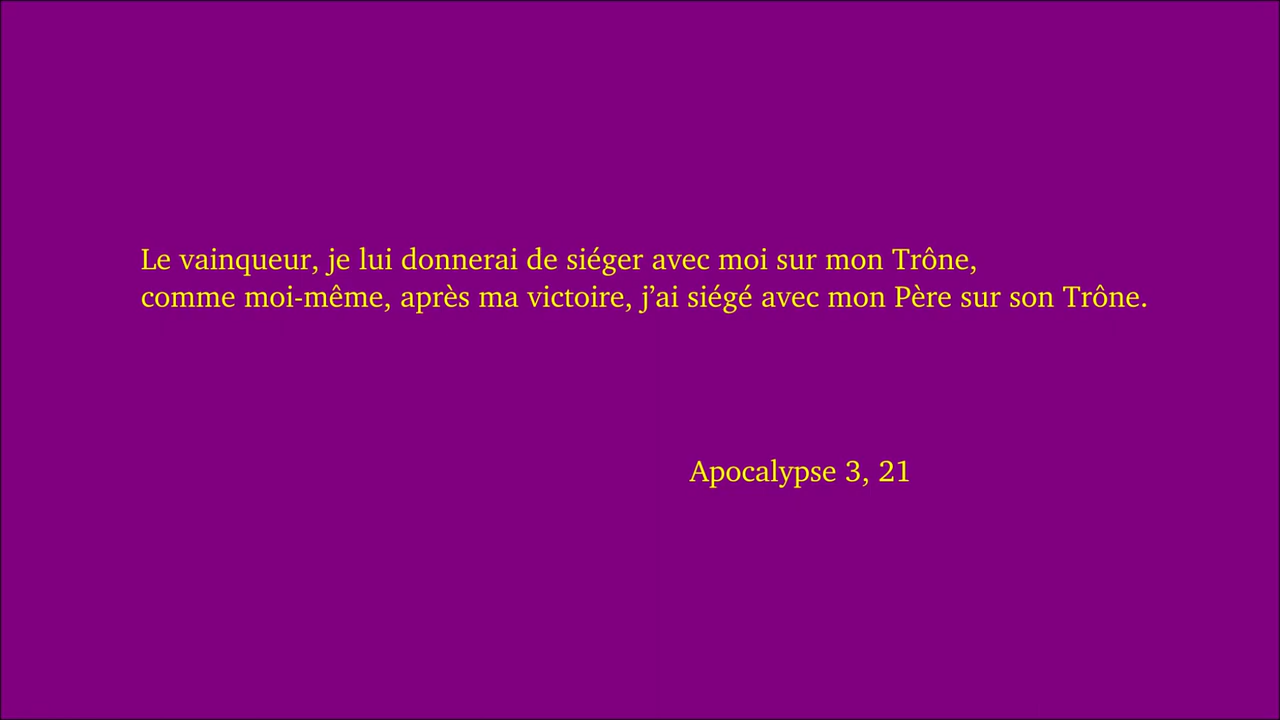 Le vainqueur, je lui donnerai de siéger avec moi sur mon Trône,
comme moi-même, après ma victoire, j’ai siégé avec mon Père sur son Trône.
Apocalypse 3, 21